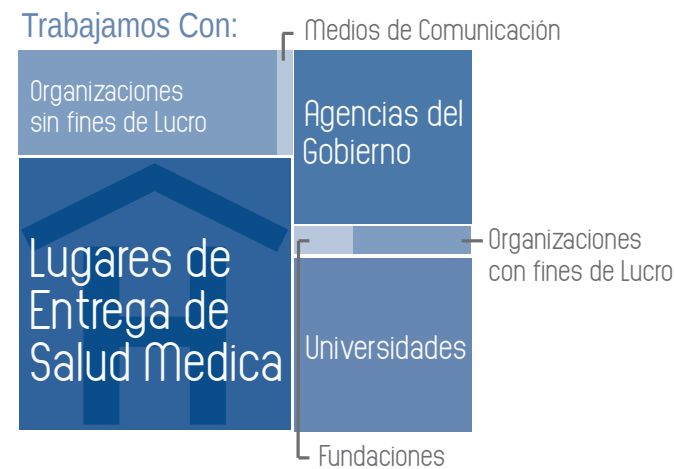 Trabajamos Con:
Medios de Comunicación
Organizaciones
sin fines de Lucro
Agencias del
Gobierno
Lugares de
Entrega de
Salud Medica
Organizaciones
con fines de Lucro
Universidades
Fundaciones